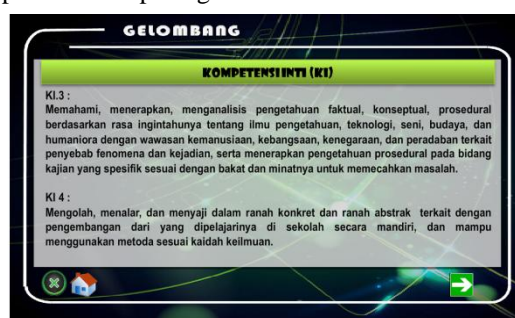 GELOMBANG
KOMPETENSI INTI (KI)
KI.3 :
Memahami, menerapkan, menganalisis pengetahuan faktual, konseptual, prosedural
berdasarkan rasa ingintahunya tentang ilmu pengetahuan, teknologi, seni, budaya, dan
humaniora dengan wawasan kemanusiaan, kebangsaan, kenegaraan, dan peradaban terkait
penyebab fenomena dan kejadian, serta menerapkan pengetahuan prosedural pada bidang
kajian yang spesifik sesuai dengan bakat dan minatnya untuk memecahkan masalah.
KI 4 :
Mengolah, menalar, dan menyaji dalam ranah konkret dan ranah abstrak terkait dengan
pengembangan dari yang dipelajarinya di sekolah secara mandiri, dan mampu
menggunakan metoda sesuai kaidah keilmuan.